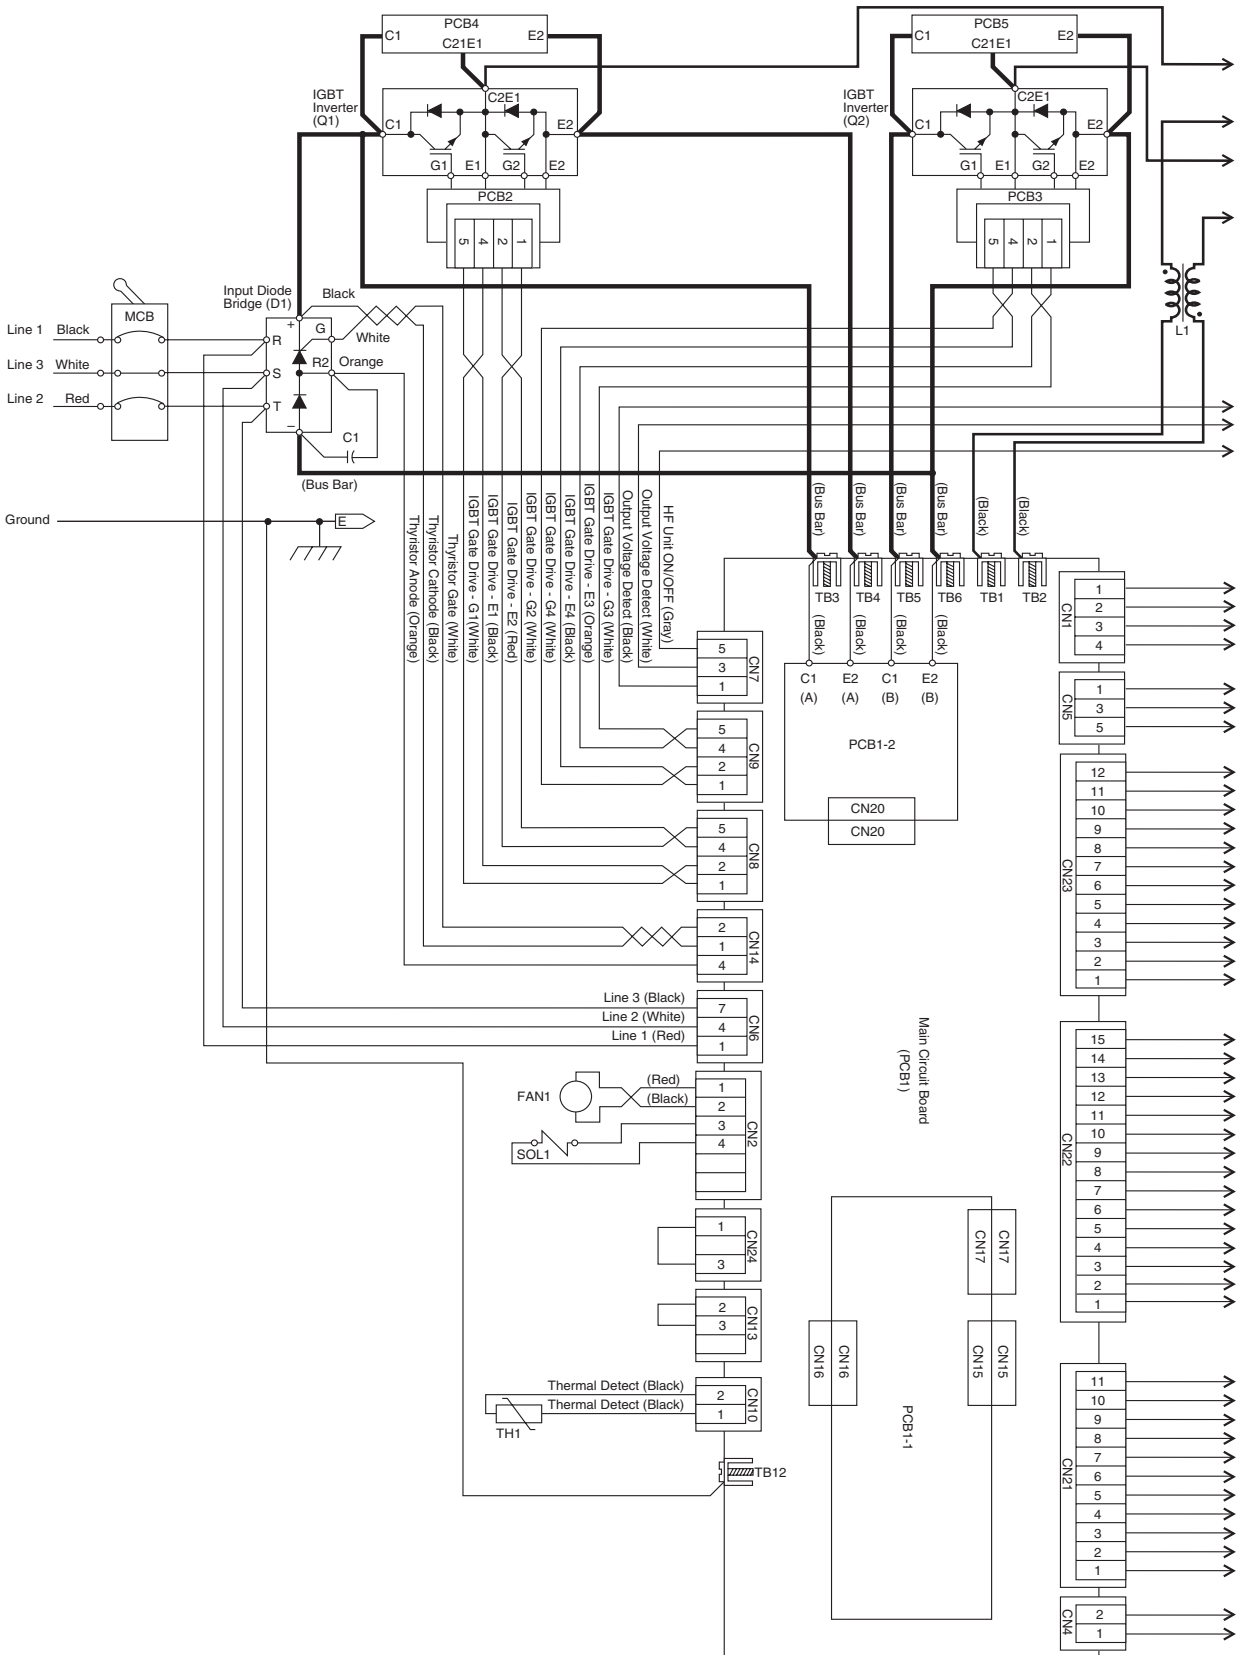 PCB4
C1
C21E1
E2
PCB5
C1
C21E1
E2
IGBT
Inverter
(Q1)
C2E1
C1
E2
G1
E1
G2
E2
IGBT
Inverter
(Q2)
C2E1
C1
E2
G1
E1
G2
E2
PCB2
5
4
2
1
PCB3
5
4
2
1
L1
MCB
Line 1
Black
Line 3
White
Line 2
Red
Input Diode
Bridge (D1)
+
G
R
R2
S
T
–
Black
White
Orange
C1
(Bus Bar)
Ground
E
Thyristor Anode (Orange)
Thyristor Cathode (Black)
Thyristor Gate (White)
IGBT Gate Drive - G1(White)
IGBT Gate Drive - E1 (Black)
IGBT Gate Drive - E2 (Red)
IGBT Gate Drive - G2 (White)
IGBT Gate Drive - G4 (White)
IGBT Gate Drive - E4 (Black)
IGBT Gate Drive - E3 (Orange)
IGBT Gate Drive - G3 (White)
Output Voltage Detect (Black)
Output Voltage Detect (White)
HF Unit ON/OFF (Gray)
(Bus Bar)
(Bus Bar)
(Bus Bar)
(Bus Bar)
(Black)
(Black)
TB3
TB4
TB5
TB6
TB1
TB2
(Black)
(Black)
(Black)
(Black)
C1
(A)
E2
(A)
C1
(B)
E2
(B)
PCB1-2
CN20
CN20
CN7
5
3
1
CN9
5
4
2
1
CN8
5
4
2
1
CN14
2
1
4
Line 3 (Black)
Line 2 (White)
Line 1 (Red)
CN6
7
4
1
FAN1
(Red)
(Black)
SOL1
CN2
1
2
3
4
CN24
1
3
CN13
2
3
Thermal Detect (Black)
Thermal Detect (Black)
TH1
CN10
2
1
TB12
Main Circuit Board
(PCB1)
CN17
CN17
CN16
CN16
CN15
CN15
PCB1-1
CN1
1
2
3
4
CN5
1
3
5
CN23
12
11
10
9
8
7
6
5
4
3
2
1
CN22
15
14
13
12
11
10
9
8
7
6
5
4
3
2
1
CN21
11
10
9
8
7
6
5
4
3
2
1
CN4
2
1